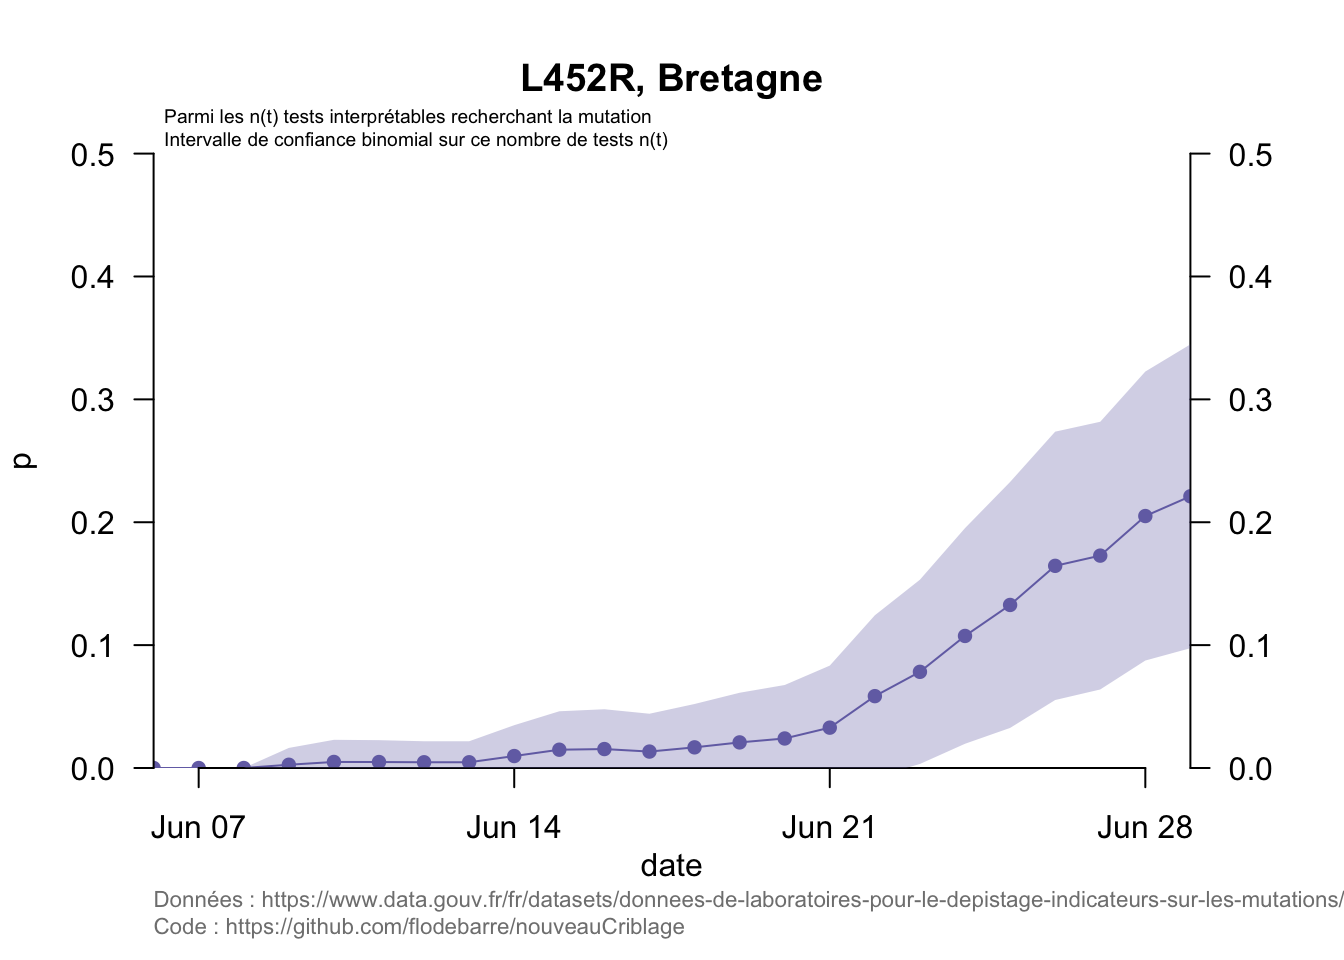 L452R, Bretagne
Parmi les n(t) tests interprétables recherchant la mutation
Intervalle de confiance binomial sur ce nombre de tests n(t)
0.5 0.5
0.4 0.4
0.3 0.3
p
0.2 0.2
0.1 0.1
0.0 0.0
Jun 07 Jun 14 Jun 21 Jun 28
date
Données : https://www.data.gouv.fr/fr/datasets/donnees-de-laboratoires-pour-le-depistage-indicateurs-sur-les-mutations/
Code : https://github.com/flodebarre/nouveauCriblage